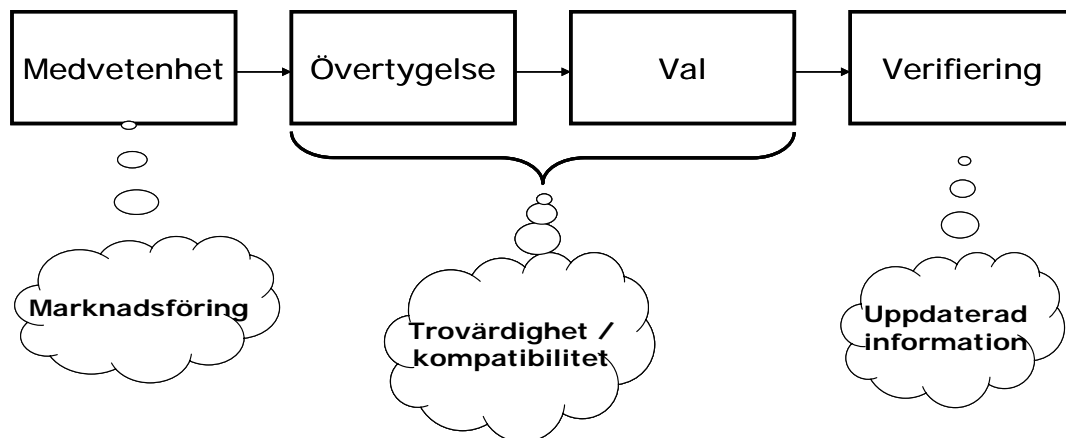 Medvetenhet
Övertygelse
Val
Verifiering
Marknadsföring
Trovärdighet /
kompatibilitet
Uppdaterad
information